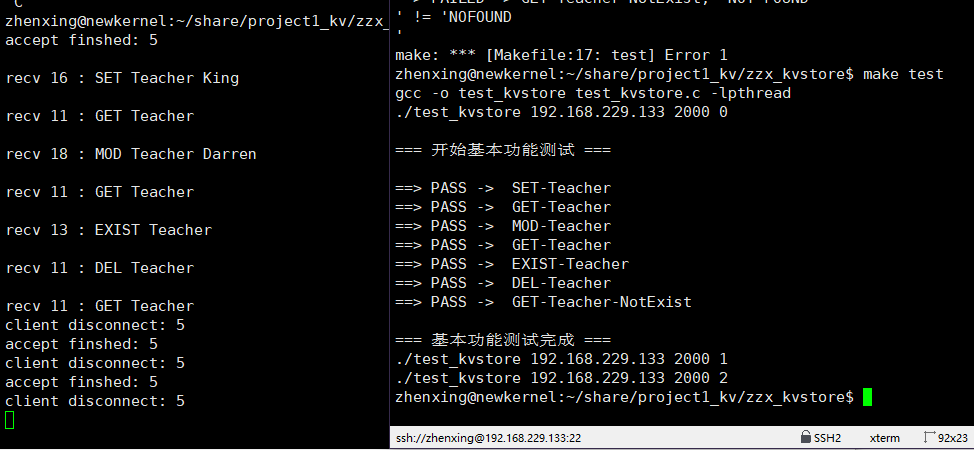 C
zhenxing@newkernel:~/share/project1_kv/zzx_
accept finshed: 5
recv 16 : SET Teacher King
recv 11 : GET Teacher
recv 18 : MOD Teacher Darren
recv 11 : GET Teacher
recv 13 : EXIST Teacher
recv 11 : DEL Teacher
recv 11 : GET Teacher
client disconnect: 5
accept finshed: 5
client disconnect: 5
accept finshed: 5
client disconnect: 5
' != 'NOFOUND
'
make: *** [Makefile:17: test] Error 1
zhenxing@newkernel:~/share/project1_kv/zzx_kvstore$ make test
gcc -o test_kvstore test_kvstore.c -lpthread
./test_kvstore 192.168.229.133 2000 0
=== 开始基本功能测试 ===
==> PASS -> SET-Teacher
==> PASS -> GET-Teacher
==> PASS -> MOD-Teacher
==> PASS -> GET-Teacher
==> PASS -> EXIST-Teacher
==> PASS -> DEL-Teacher
==> PASS -> GET-Teacher-NotExist
=== 基本功能测试完成 ===
./test_kvstore 192.168.229.133 2000 1
./test_kvstore 192.168.229.133 2000 2
zhenxing@newkernel:~/share/project1_kv/zzx_kvstore$
ssh://zhenxing@192.168.229.133:22
SSH2
xterm
92x23